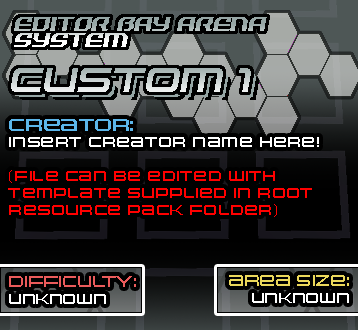 EDITOR BAY ARENA
SYSTEM
CUSTOM 1
CREATOR:
INSERT CREATOR NAME HERE!
(FILE CAN BE EDITED WITH
TEMPLATE SUPPLIED IN ROOT
RESOURCE PACK FOLDER)
DIFFICULTY:
UNKNOWN
AREA SIZE:
UNKNOWN